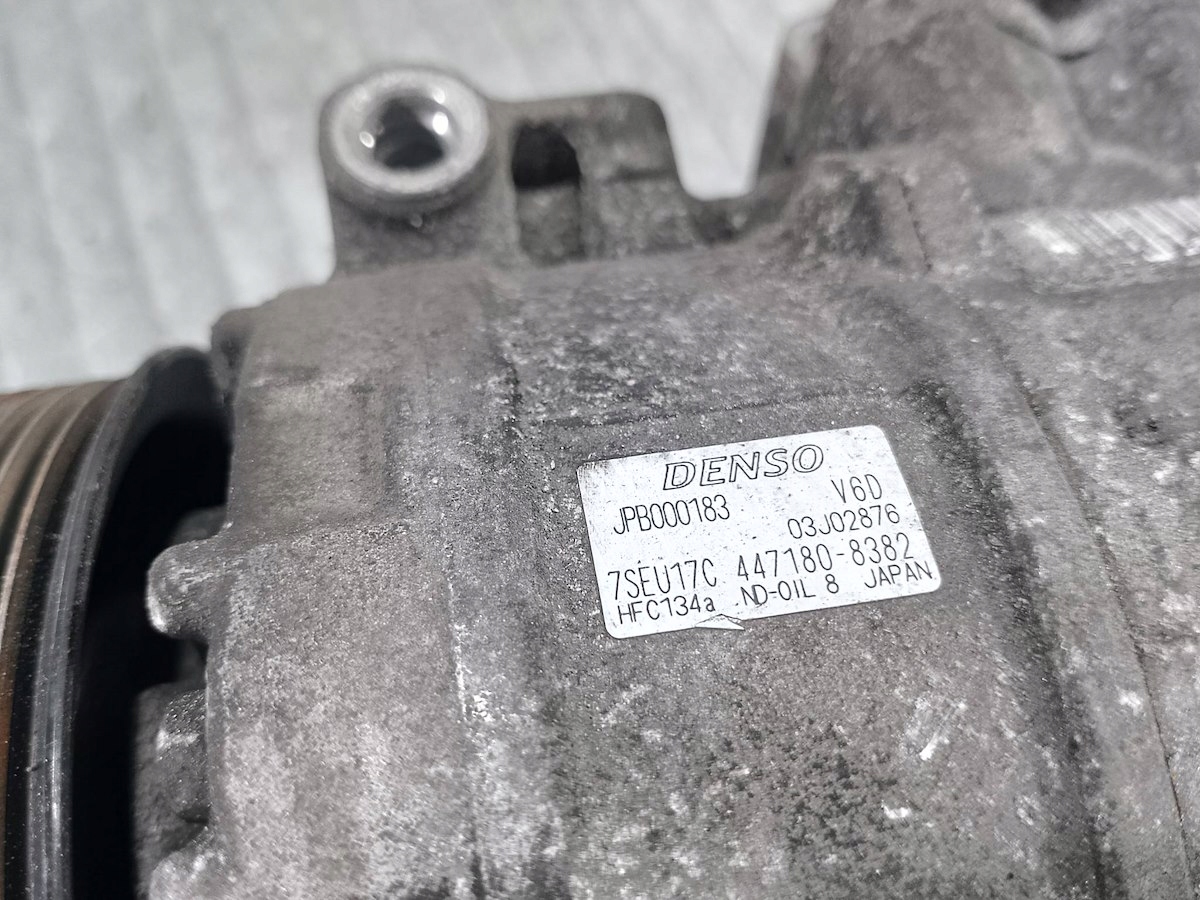 DENSO
JPB000183 V6D
03J02876
7SEU17C 447180-8382
HFC134a ND-OIL 8 JAPAN